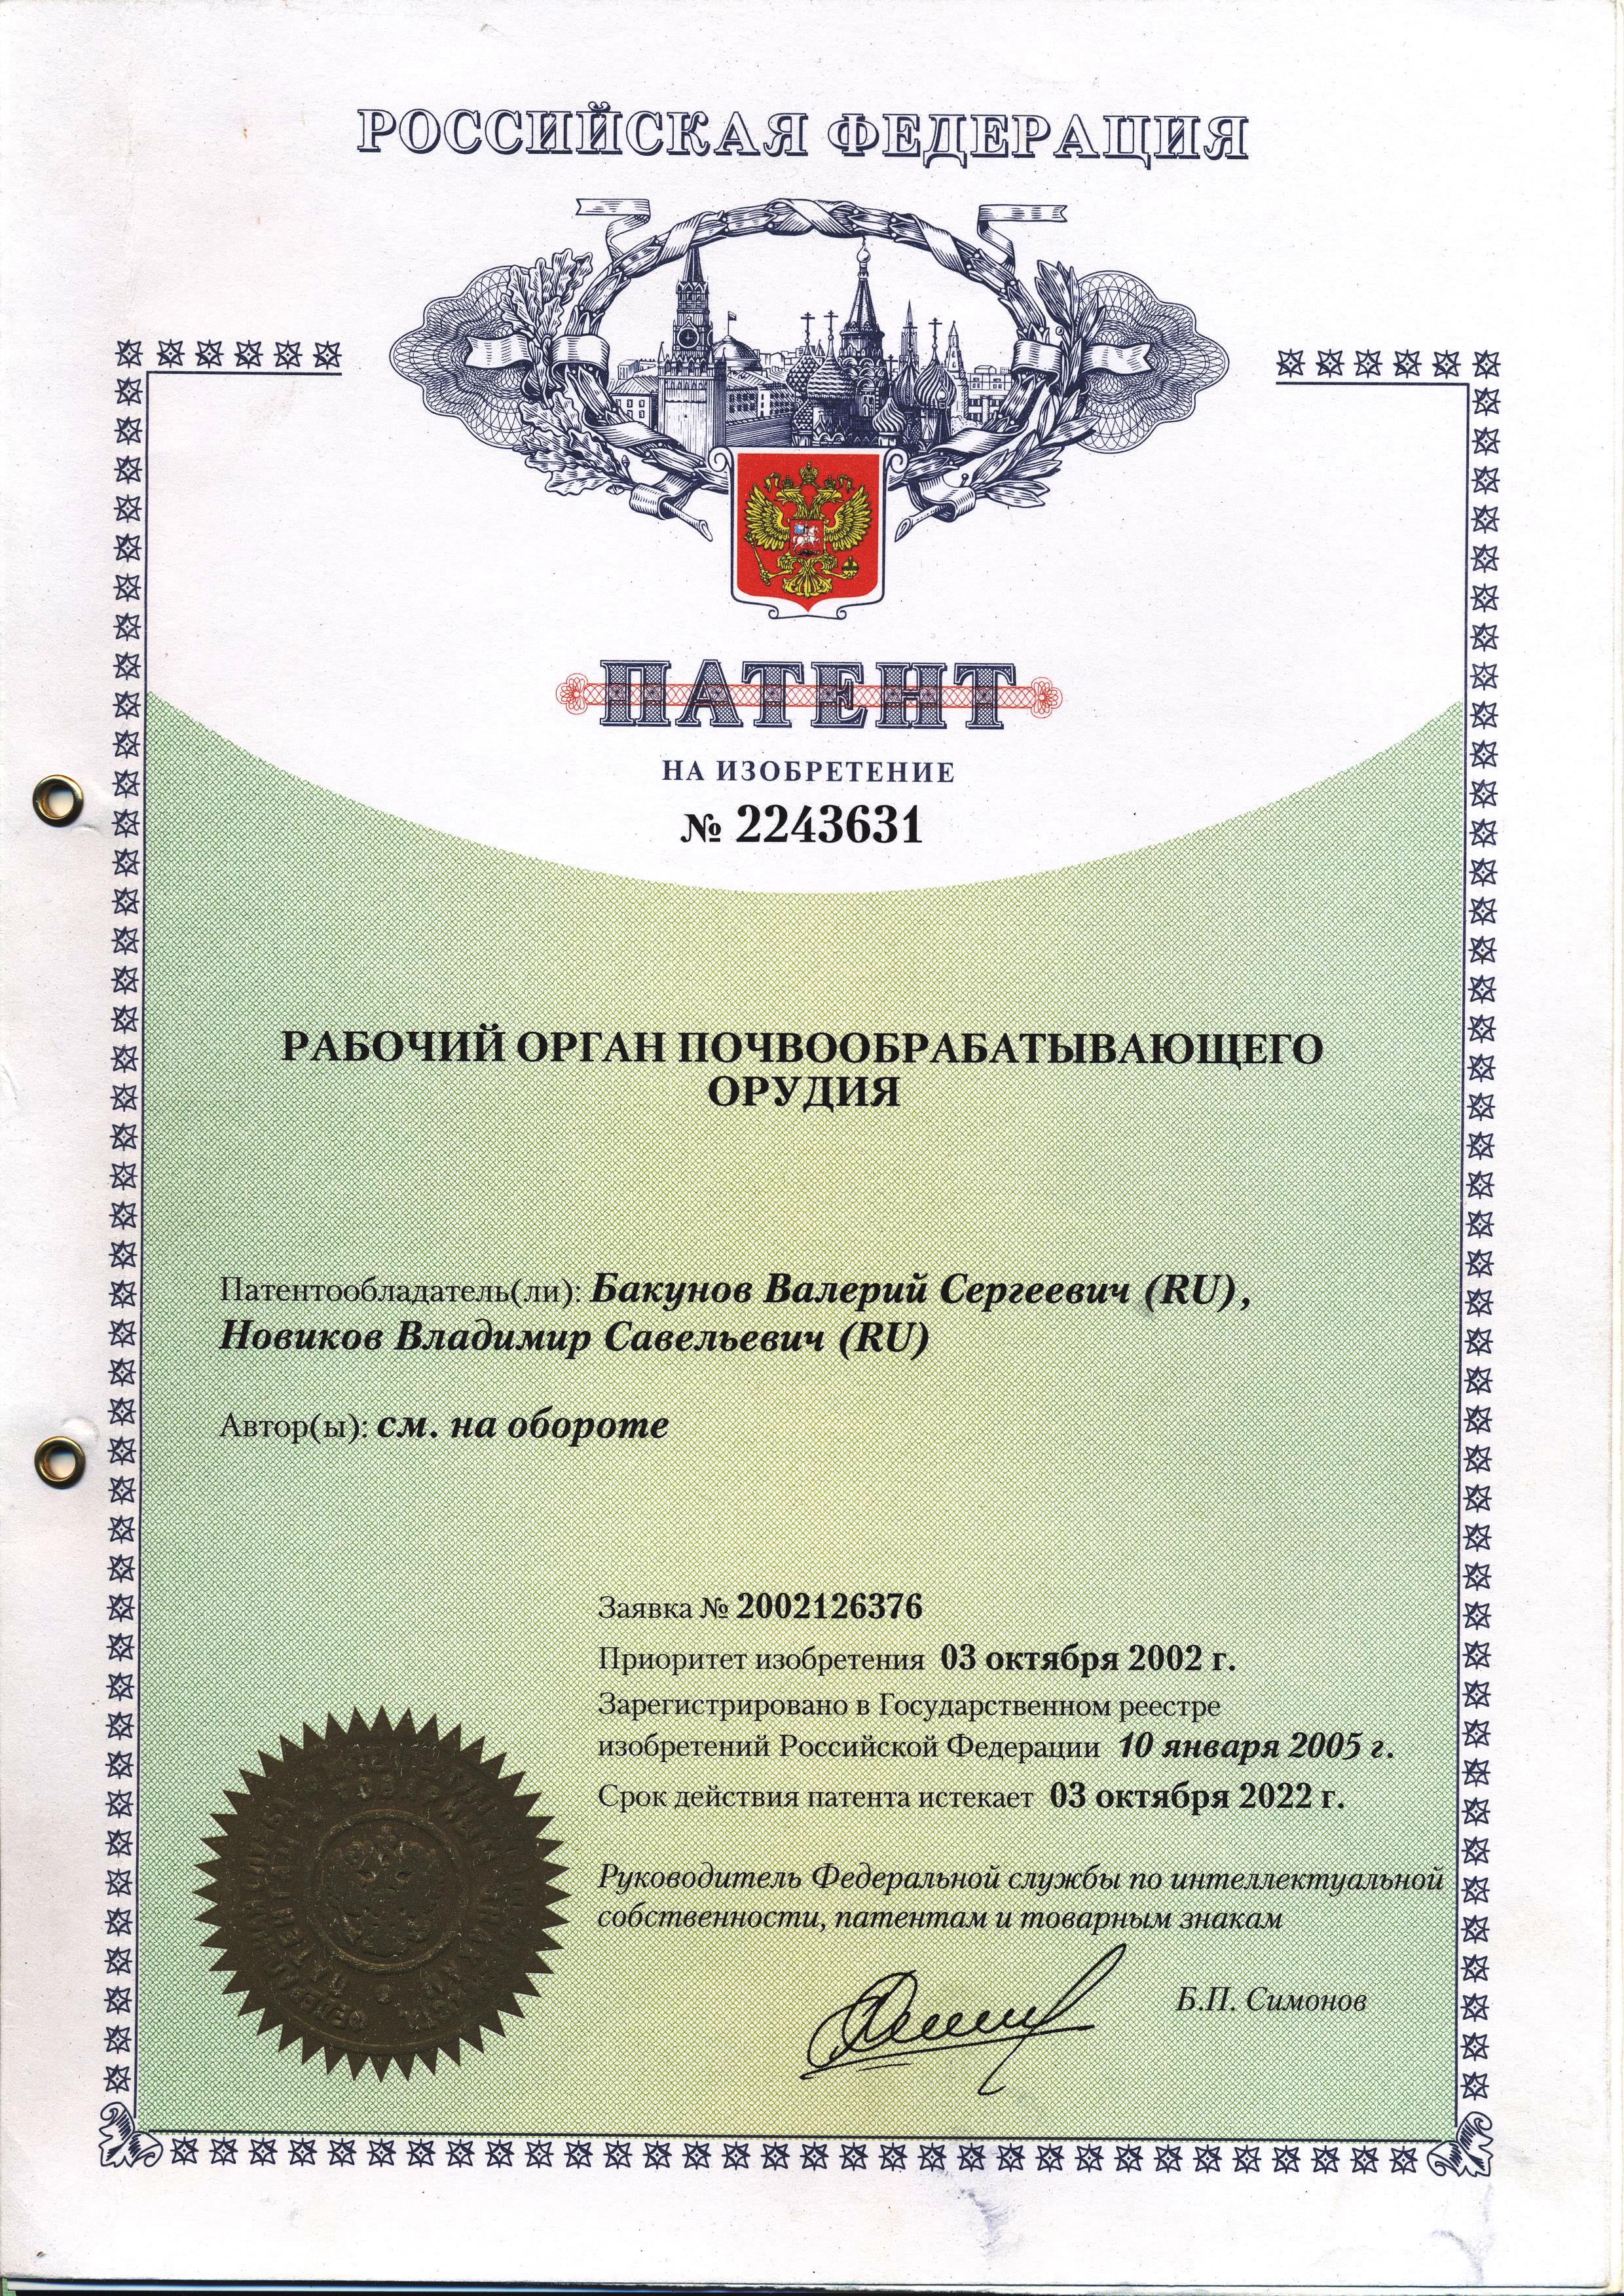 РОССИЙСКАЯ ФЕДЕРАЦИЯ
ПАТЕНТ
НА ИЗОБРЕТЕНИЕ
№ 2243631
РАБОЧИЙ ОРГАН ПОЧВООБРАБАТЫВАЮЩЕГО
ОРУДИЯ
Патентообладатель(ли): Бакунов Валерий Сергеевич (RU),
Новиков Владимир Савельевич (RU)
Автор(ы): см. на обороте
Заявка № 2002126376
Приоритет изобретения 03 октября 2002 г.
Зарегистрировано в Государственном реестре
изобретений Российской Федерации 10 января 2005 г.
Срок действия патента истекает 03 октября 2022 г.
Руководитель Федеральной службы по интеллектуальной
собственности, патентам и товарным знакам
Б.П. Симонов